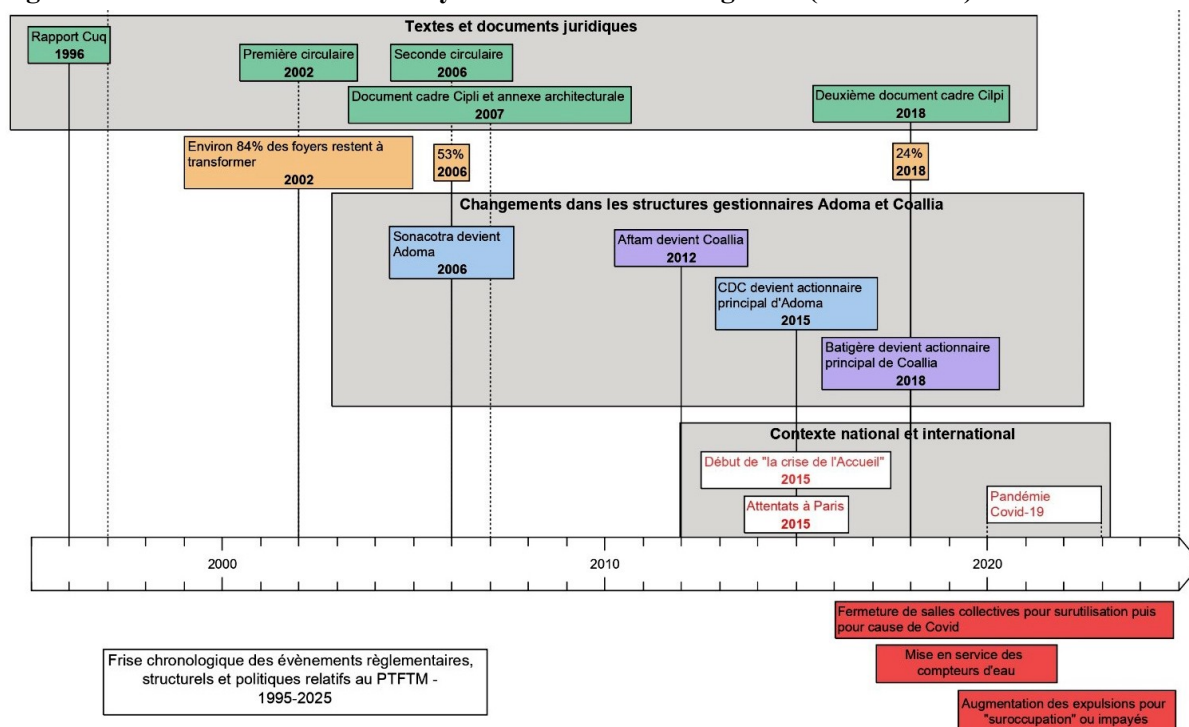 Textes et documents juridiques
Rapport Cuq
1996
Première circulaire
2002
Seconde circulaire
2006
Document cadre Cipli et annexe architecturale
2007
Deuxième document cadre Cilpi
2018
Environ 84% des foyers restent à
transformer
2002
53%
2006
24%
2018
Changements dans les structures gestionnaires Adoma et Coallia
Sonacotra devient
Adoma
2006
Aftam devient Coallia
2012
CDC devient actionnaire
principal d'Adoma
2015
Batigère devient actionnaire
principal de Coallia
2018
Contexte national et international
Début de "la crise de l'Accueil"
2015
Attentats à Paris
2015
Pandémie
Covid-19
2000
2010
2020
Fermeture de salles collectives pour surutilisation puis
pour cause de Covid
Mise en service des
compteurs d'eau
Augmentation des expulsions pour
"suroccupation" ou impayés
Frise chronologique des évènements règlementaires,
structurels et politiques relatifs au PTFTM -
1995-2025